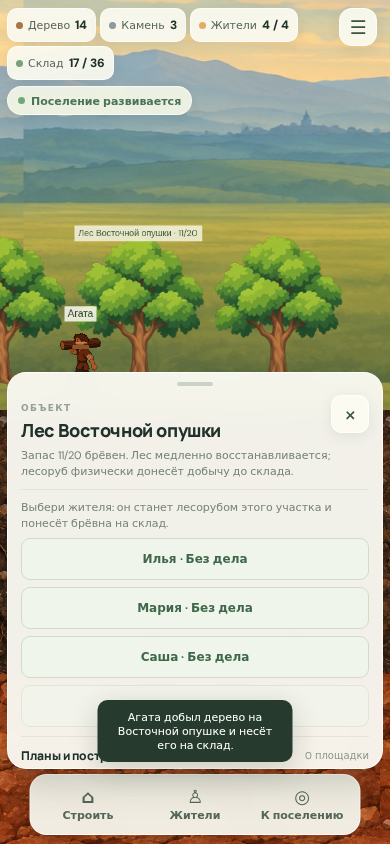 Дерево 14
Камень 3
Жители 4 / 4
Склад 17 / 36
Поселение развивается
Лес Восточной опушки · 11/20
Агата
ОБЪЕКТ
Лес Восточной опушки
Запас 11/20 брёвен. Лес медленно восстанавливается;
лесоруб физически донесёт добычу до склада.
Выбери жителя: он станет лесорубом этого участка и
понесёт брёвна на склад.
Илья · Без дела
Мария · Без дела
Саша · Без дела
Агата добыл дерево на
Восточной опушке и несёт
его на склад.
Планы и пост
0 площадки
Строить
Жители
К поселению